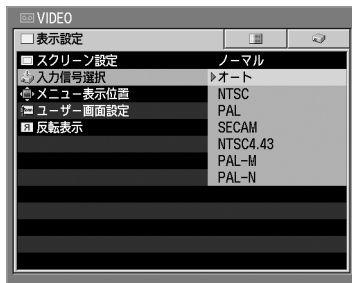 VIDEO
表示設定
スクリーン設定 ノーマル
入力信号選択 オート
メニュー表示位置 NTSC
ユーザー画面設定 PAL
反転表示 SECAM
NTSC4.43
PAL-M
PAL-N